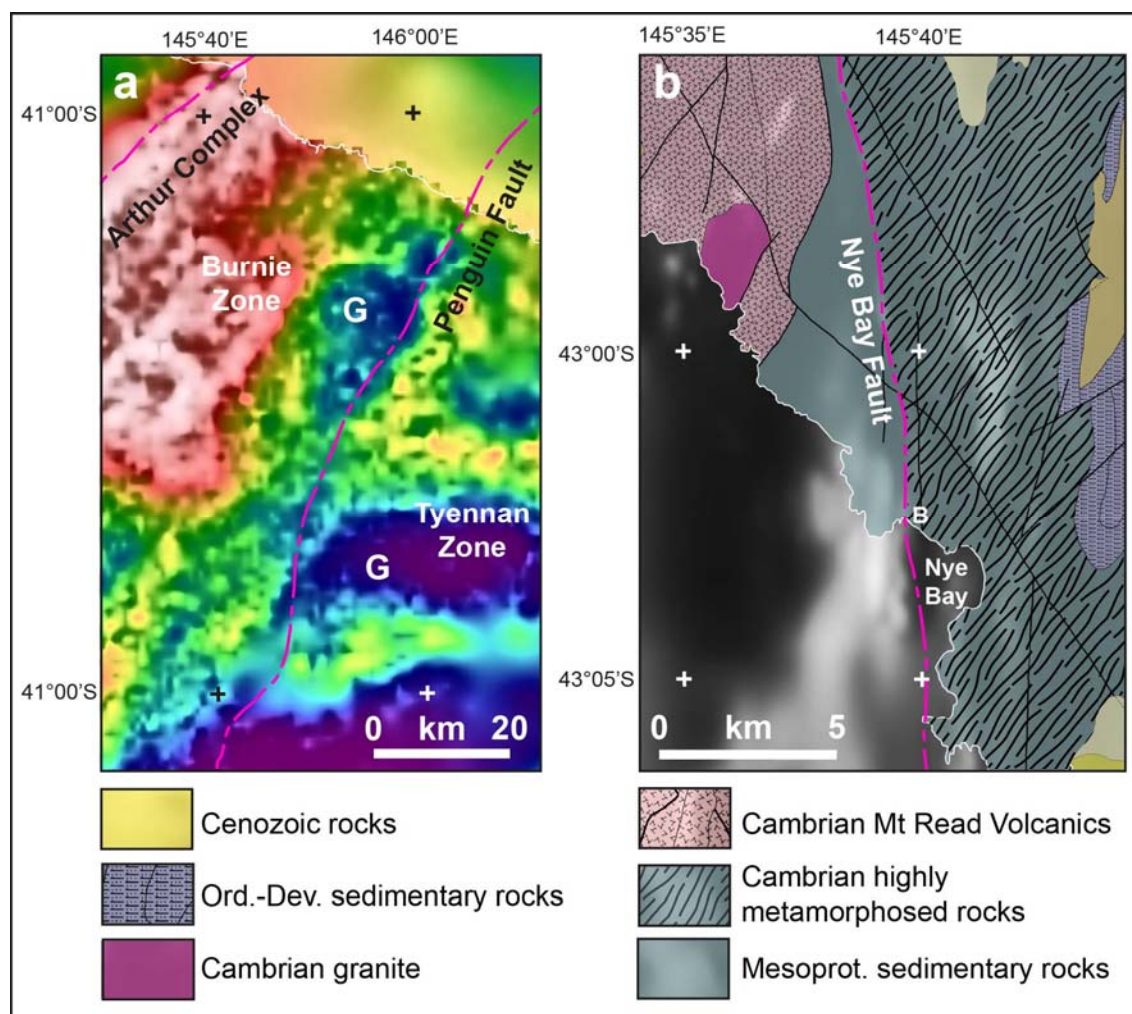 145°40'E
146°00'E
a
41°00'S
Arthur Complex
Burnie
Zone
G
Penguin Fault
Tyennan
Zone
G
41°00'S
0 km 20
145°35'E
145°40'E
b
Nye Bay Fault
43°00'S
B
Nye
Bay
43°05'S
0 km 5
Cenozoic rocks
Ord.-Dev. sedimentary rocks
Cambrian granite
Cambrian Mt Read Volcanics
Cambrian highly
metamorphosed rocks
Mesoprot. sedimentary rocks